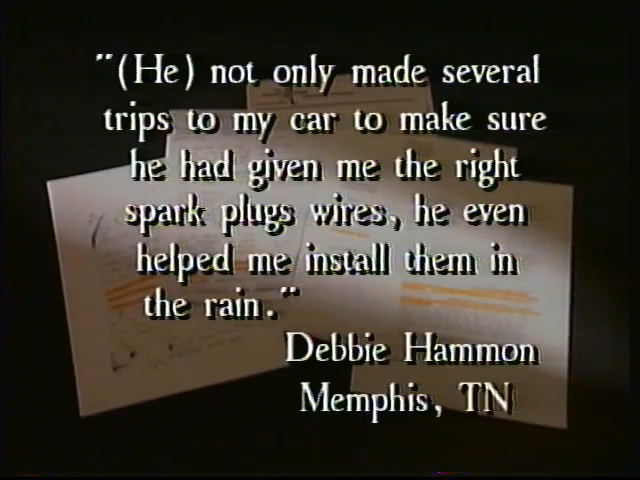 "(He) not only made several
trips to my car to make sure
he had given me the right
spark plugs wires, he even
helped me install them in
the rain."
Debbie Hammon
Memphis, TN